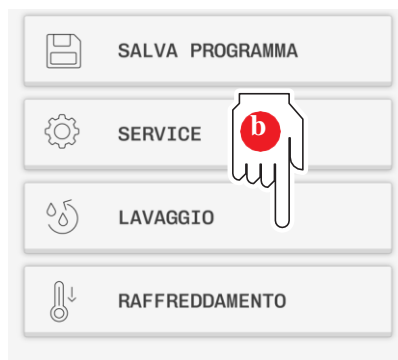 SALVA PROGRAMMA
SERVICE
b
LAVAGGIO
RAFFREDDAMENTO